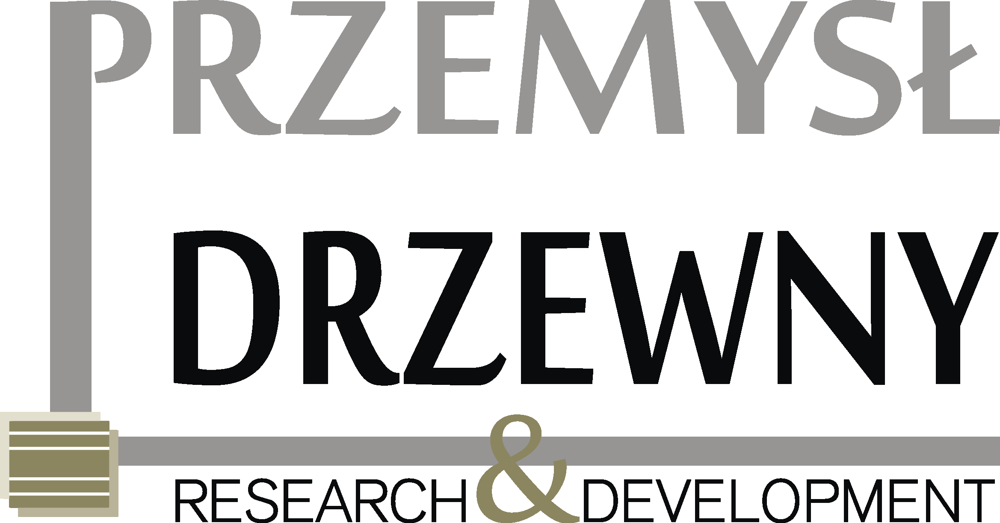 PRZEMYSŁ
DRZEWNY
RESEARCH & DEVELOPMENT